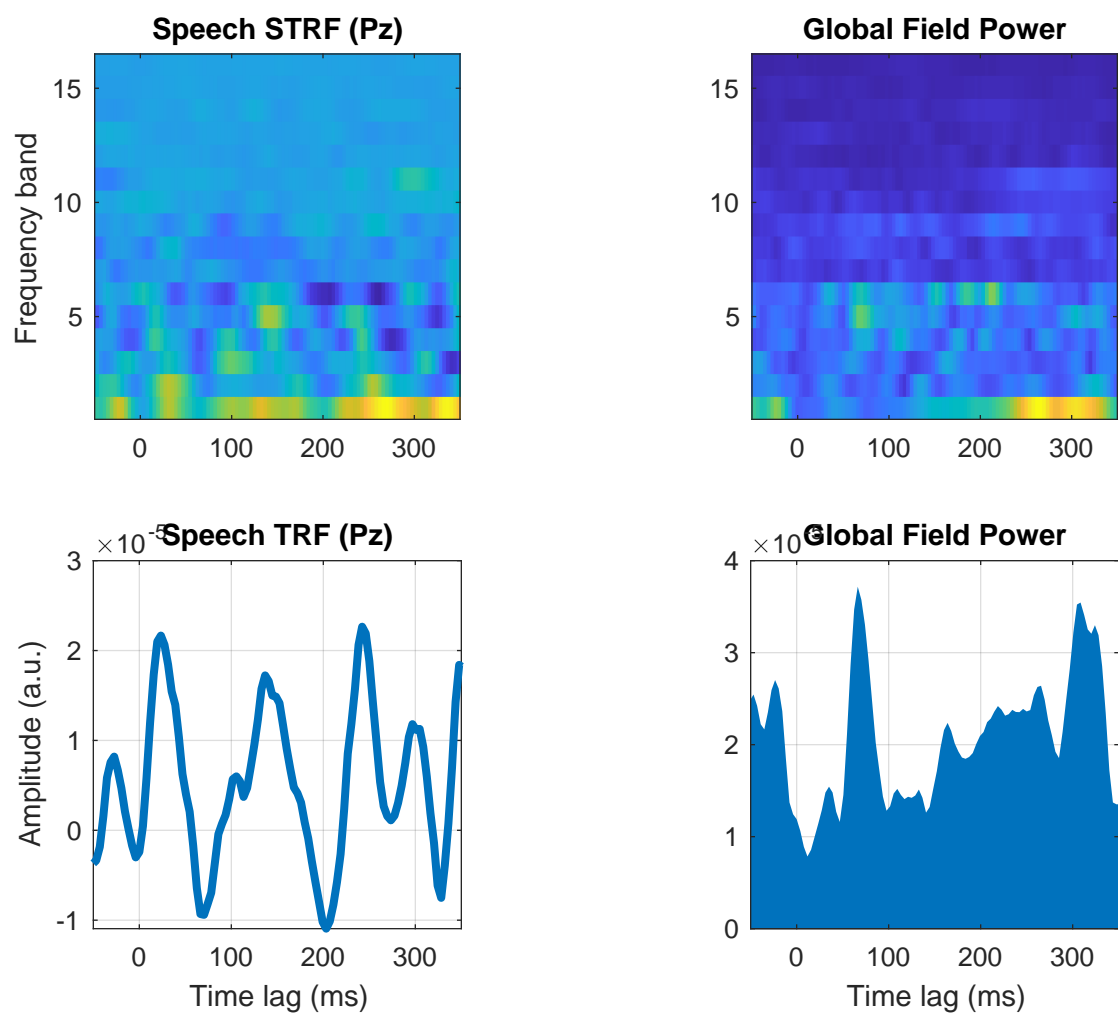 Speech STRF (Pz)
Frequency band
15
10
5
0 100 200 300
Global Field Power
15
10
5
0 100 200 300
Speech TRF (Pz)
×10^-5
Amplitude (a.u.)
3
2
1
0
-1
0 100 200 300
Time lag (ms)
Global Field Power
×10^-5
4
3
2
1
0
0 100 200 300
Time lag (ms)